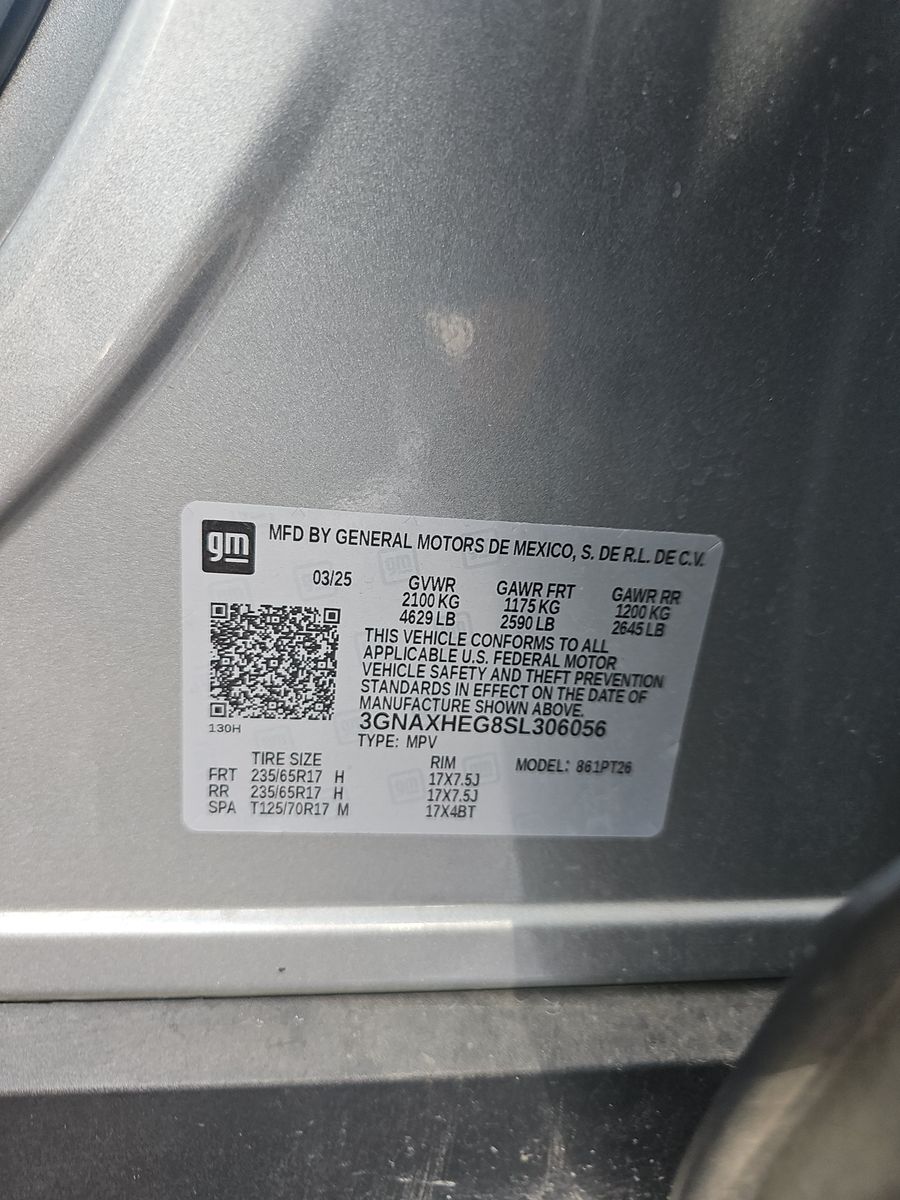 gm MFD BY GENERAL MOTORS DE MEXICO, S. DE R.L. DE C.V.
03/25 GVWR GAWR FRT GAWR RR
2100 KG 1175 KG 1200 KG
4629 LB 2590 LB 2645 LB
THIS VEHICLE CONFORMS TO ALL
APPLICABLE U.S. FEDERAL MOTOR
VEHICLE SAFETY AND THEFT PREVENTION
STANDARDS IN EFFECT ON THE DATE OF
MANUFACTURE SHOWN ABOVE.
3GNAXHEG8SL306056
130H
TYPE: MPV
TIRE SIZE RIM MODEL: 861PT26
FRT 235/65R17 H 17X7.5J
RR 235/65R17 H 17X7.5J
SPA T125/70R17 M 17X4BT